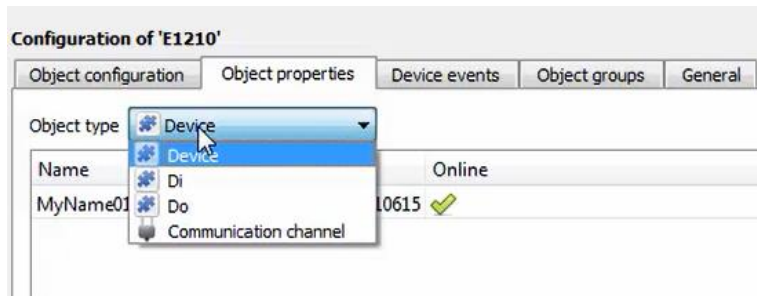 Configuration of 'E1210'
Object configuration Object properties Device events Object groups General
Object type Device
Device
Di
Do
Communication channel
Name Online
MyName01 10615